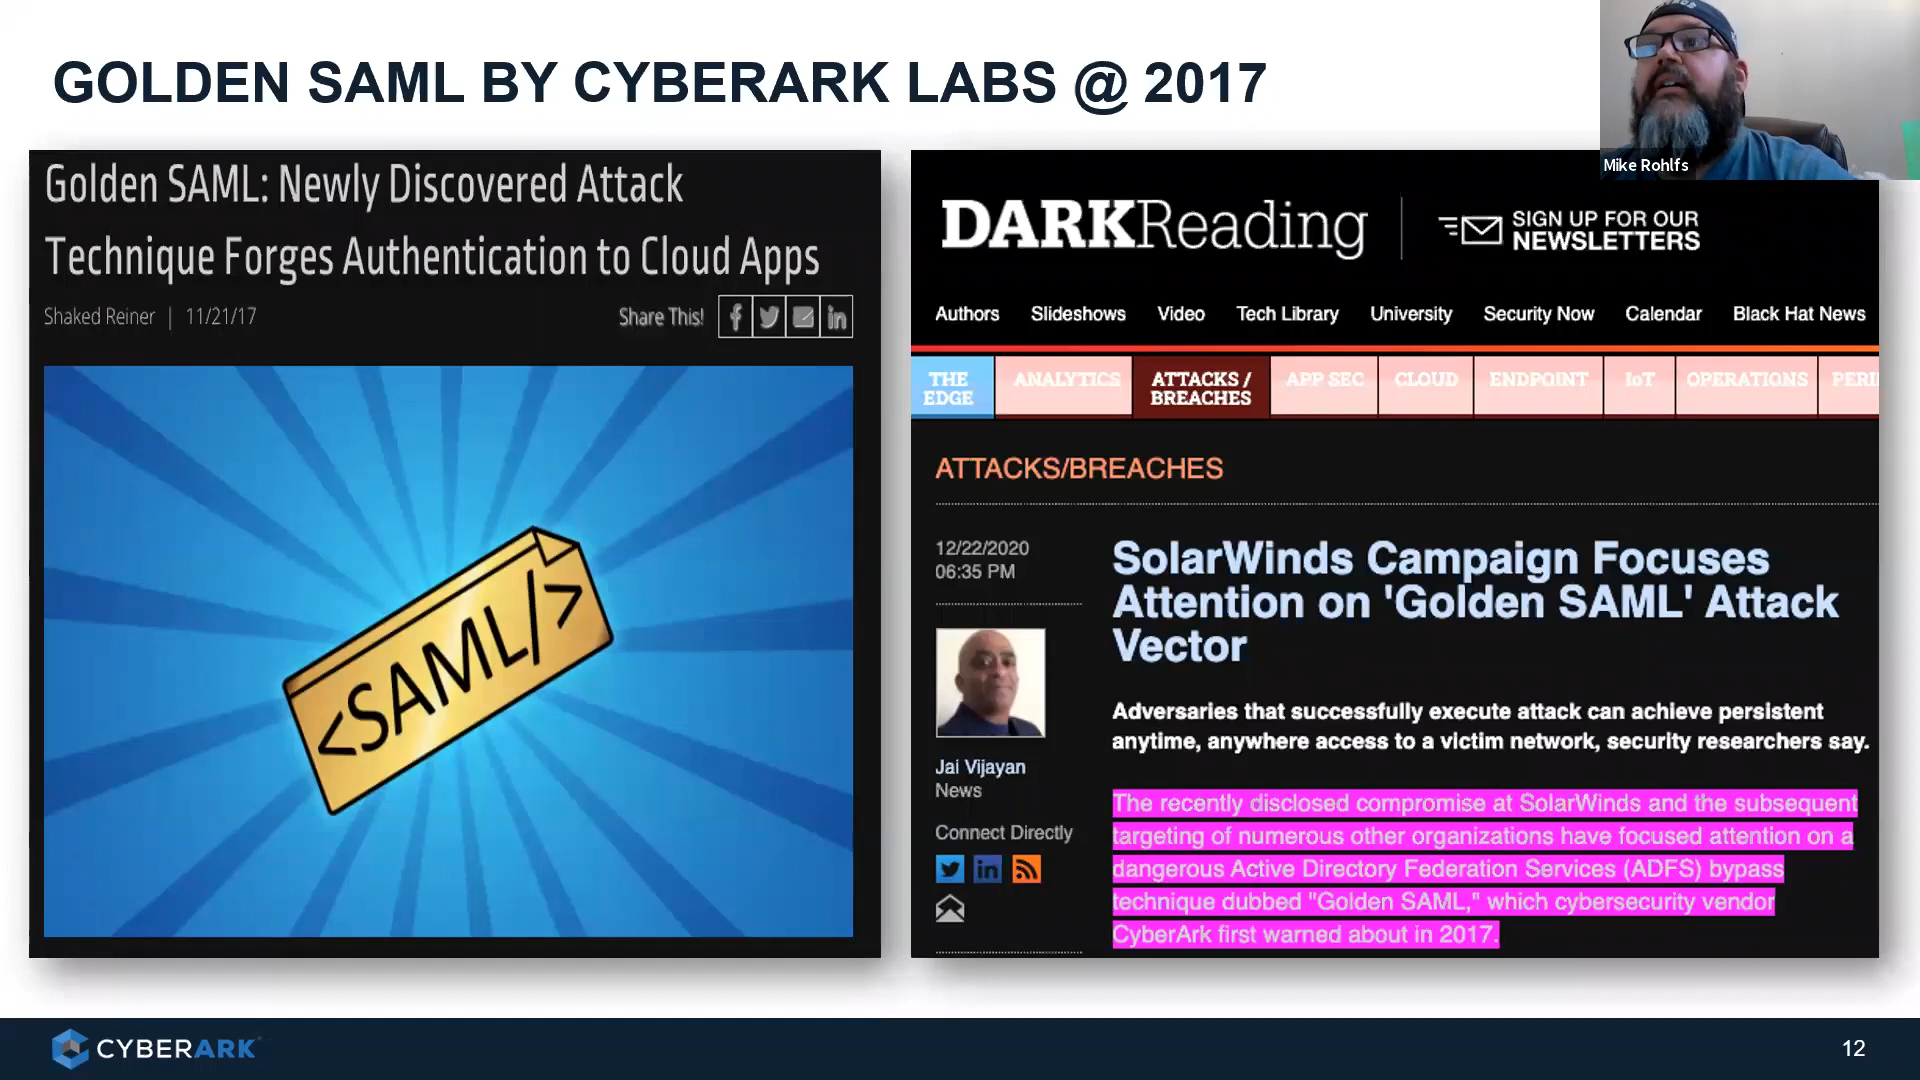 GOLDEN SAML BY CYBERARK LABS @ 2017
Mike Rohlfs
Golden SAML: Newly Discovered Attack
Technique Forges Authentication to Cloud Apps
Shaked Reiner | 11/21/17
Share This!
<SAML/>
DARKReading
SIGN UP FOR OUR
NEWSLETTERS
Authors Slideshows Video Tech Library University Security Now Calendar Black Hat News
THE
EDGE
ANALYTICS
ATTACKS /
BREACHES
APP SEC
CLOUD
ENDPOINT
IoT
OPERATIONS
PERI
ATTACKS/BREACHES
12/22/2020
06:35 PM
SolarWinds Campaign Focuses
Attention on 'Golden SAML' Attack
Vector
Adversaries that successfully execute attack can achieve persistent
anytime, anywhere access to a victim network, security researchers say.
Jai Vijayan
News
Connect Directly
The recently disclosed compromise at SolarWinds and the subsequent
targeting of numerous other organizations have focused attention on a
dangerous Active Directory Federation Services (ADFS) bypass
technique dubbed "Golden SAML," which cybersecurity vendor
CyberArk first warned about in 2017.
CYBERARK
12